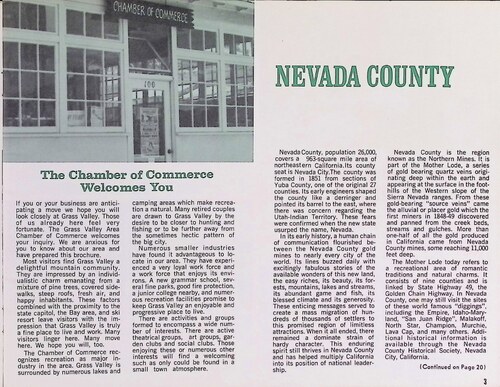 CHAMBER OF COMMERCE
The Chamber of Commerce
Welcomes You
If you or your business are antici-
pating a move we hope you will
look closely at Grass Valley. Those
of us already here feel very
fortunate. The Grass Valley Area
Chamber of Commerce welcomes
your inquiry. We are anxious for
you to know about our area and
have prepared this brochure.
Most visitors find Grass Valley a
delightful mountain community.
They are impressed by an individ-
ualistic charm emanating from a
mixture of pine trees, covered side-
walks, steep roofs, fresh air, and
happy inhabitants. These factors
combined with the proximity to the
state capitol, the Bay area, and ski
resort leave visitors with the im-
pression that Grass Valley is truly
a fine place to live and work. Many
visitors linger here. Many move
here. We hope you will, too.
The Chamber of Commerce rec-
ognizes recreation as major in-
dustry in the area. Grass Valley is
surrounded by numerous lakes and
camping areas which make recrea-
tion a natural. Many retired couples
are drawn to Grass Valley by the
desire to be closer to hunting and
fishing or to be further away from
the sometimes hectic pattern of
the big city.
Numerous smaller industries
have found it advantageous to lo-
cate in our area. They have experi-
enced a very loyal work force and
a work force that enjoys its envi-
rons. A new growing hospital, sev-
eral fine parks, good fire protection,
a junior college nearby, and numer-
ous recreation facilities promise to
keep Grass Valley an enjoyable and
progressive place to live.
There are activities and groups
formed to encompass a wide num-
ber of interests. There are active
theatrical groups, art groups, gar-
den clubs and social clubs. Those
enjoying these or numerous other
interests will find a welcoming
such as only could be found in a
small town atmosphere.
NEVADA COUNTY
Nevada County, population 26,000,
covers a 963-square mile area of
northeastern California. Its county
seat is Nevada City. The county was
formed in 1851 from sections of
Yuba County, one of the original 27
counties. Its early engineers shaped
the county like a derringer and
pointed its barrel to the east, where
there was concern regarding the
Utah-Indian Territory. These fears
were confirmed when the new state
usurped the name, Nevada.
In its early history, a human chain
of communication flourished be-
tween the Nevada County gold
mines to nearly every city of the
world. Its lines buzzed daily with
excitingly fabulous stories of the
available wonders of this new land,
the easy riches, its beauty, its for-
ests, mountains, lakes and streams,
its abundant game and fish, its
blessed climate and its generosity.
These enticing messages served to
create a mass migration of hun-
dreds of thousands of settlers to
this promised region of limitless
attractions. When it all ended, there
remained a dominate strain of
hardy character. This enduring
spirit still thrives in Nevada County
and has helped multiply California
into its position of national leader-
ship.
Nevada County is the region
known as the Northern Mines. It is
part of the Mother Lode, a series
of gold bearing quartz veins origi-
nating deep within the earth and
appearing at the surface in the foot-
hills of the Western slope of the
Sierra Nevada ranges. From these
gold-bearing "source veins" came
the alluvial or placer gold which the
first miners in 1848-49 discovered
and panned from the creek beds,
streams and gulches. More than
one-half of all the gold produced
in California came from Nevada
County mines, some reaching 11,000
feet deep.
The Mother Lode today refers to
a recreational area of romantic
traditions and natural charms. It
consists of nine counties and is
linked by State Highway 49, the
Golden Chain Highway. In Nevada
County, one may still visit the sites
of these world famous "diggings",
including the Empire, Idaho-Mary-
land, "San Juan Ridge", Malakoff,
North Star, Champion, Murchie,
Lava Cap, and many others. Addi-
tional historical information is
available through the Nevada
County Historical Society, Nevada
City, California.
(Continued on Page 20)
3